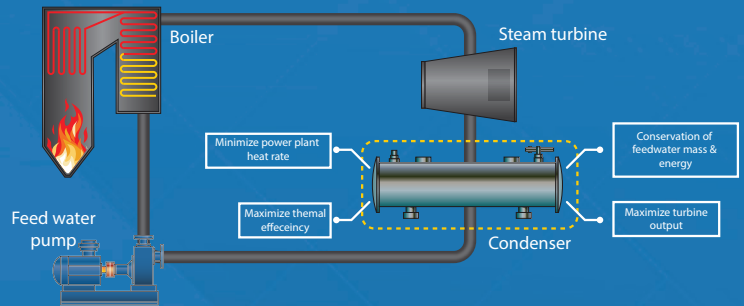 Boiler
Steam turbine
Minimize power plant
heat rate
Conservation of
feedwater mass &
energy
Maximize themal
effeceincy
Maximize turbine
output
Feed water
pump
Condenser